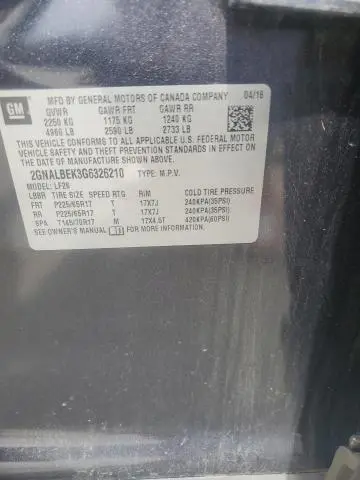 GM
MFD BY GENERAL MOTORS OF CANADA COMPANY 04/16
GVWR GAWR FRT GAWR RR
2250 KG 1175 KG 1240 KG
4960 LB 2590 LB 2733 LB
THIS VEHICLE CONFORMS TO ALL APPLICABLE U.S. FEDERAL MOTOR
VEHICLE SAFETY, BUMPER, AND THEFT PREVENTION STANDARDS IN EFFECT ON THE
DATE OF MANUFACTURE SHOWN ABOVE.
2GNALBEK3G6326210 TYPE: M.P.V.
MODEL: LF26
TIRE SIZE SPEED RTG RIM COLD TIRE PRESSURE
FRT P225/65R17 T 17X7J 240KPA(35PSI)
RR P225/65R17 T 17X7J 240KPA(35PSI)
SPA T145/70R17 M 17X4.5T 420KPA(60PSI)
SEE OWNER'S MANUAL FOR MORE INFORMATION.